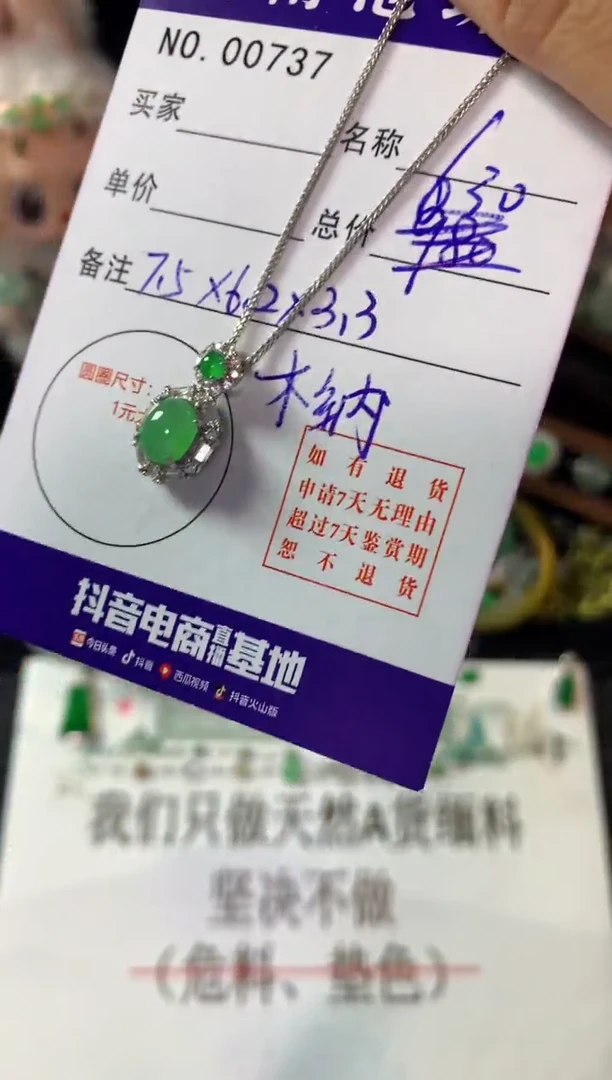 NO. 00737
买家
名称
单价
总价
630
备注 7.5×6.2×3.3
木纳
圆圈尺寸:
1元
如有退货
申请7天无理由
超过7天鉴赏期
恕不退货
抖音电商直播基地
今日头条 抖音 西瓜视频 抖音火山版
我们只做天然A货缅料
坚决不做
（危料、垫色）